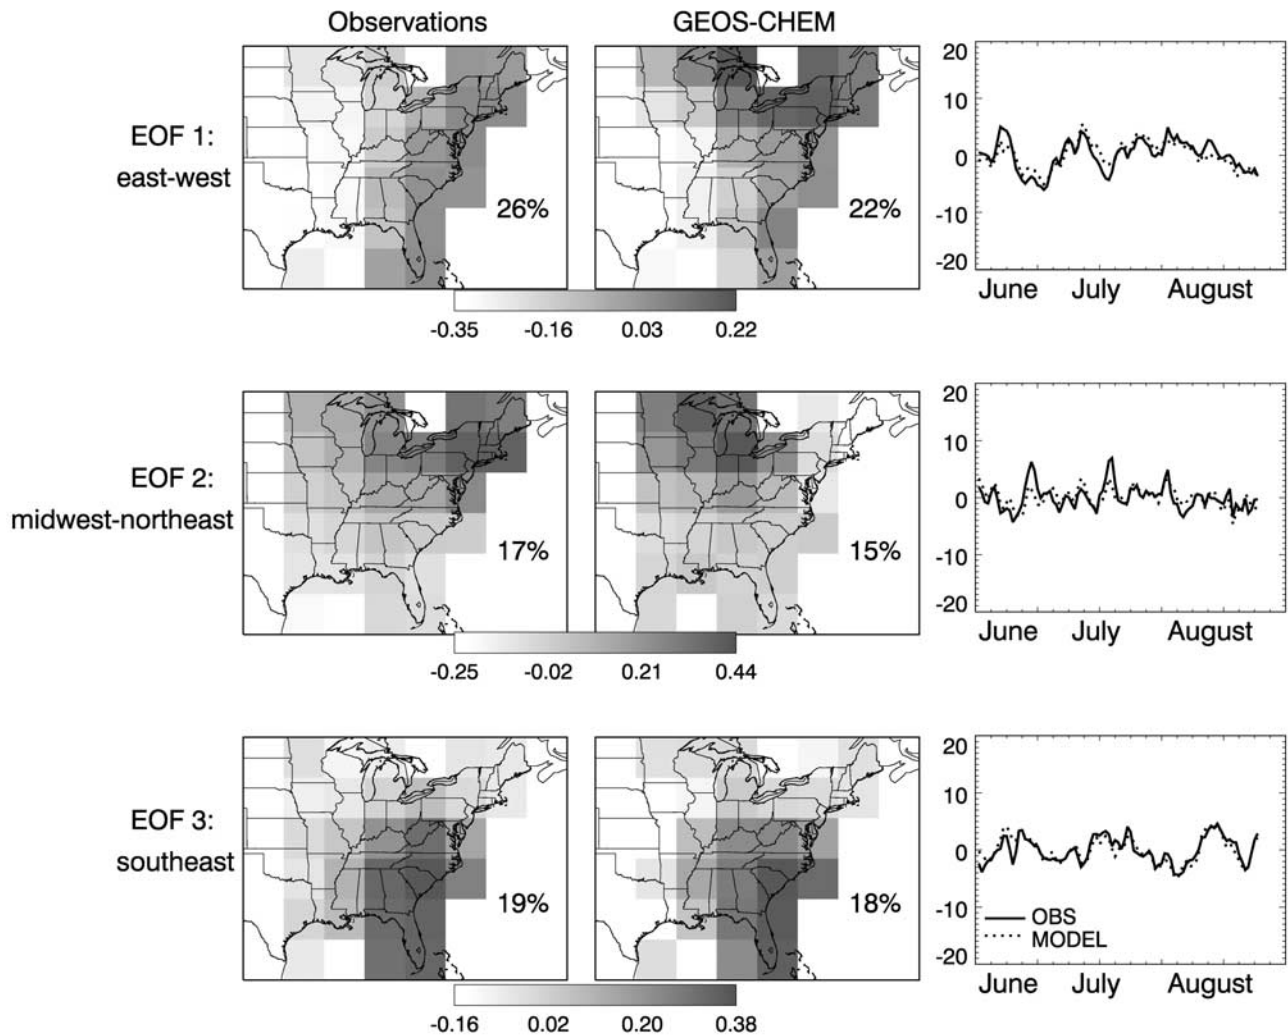 Observations
GEOS-CHEM
EOF 1:
east-west
26%
22%
-0.35 -0.16 0.03 0.22
20
10
0
-10
-20
June July August
EOF 2:
midwest-northeast
17%
15%
-0.25 -0.02 0.21 0.44
20
10
0
-10
-20
June July August
EOF 3:
southeast
19%
18%
-0.16 0.02 0.20 0.38
20
10
0
-10
-20
OBS
MODEL
June July August